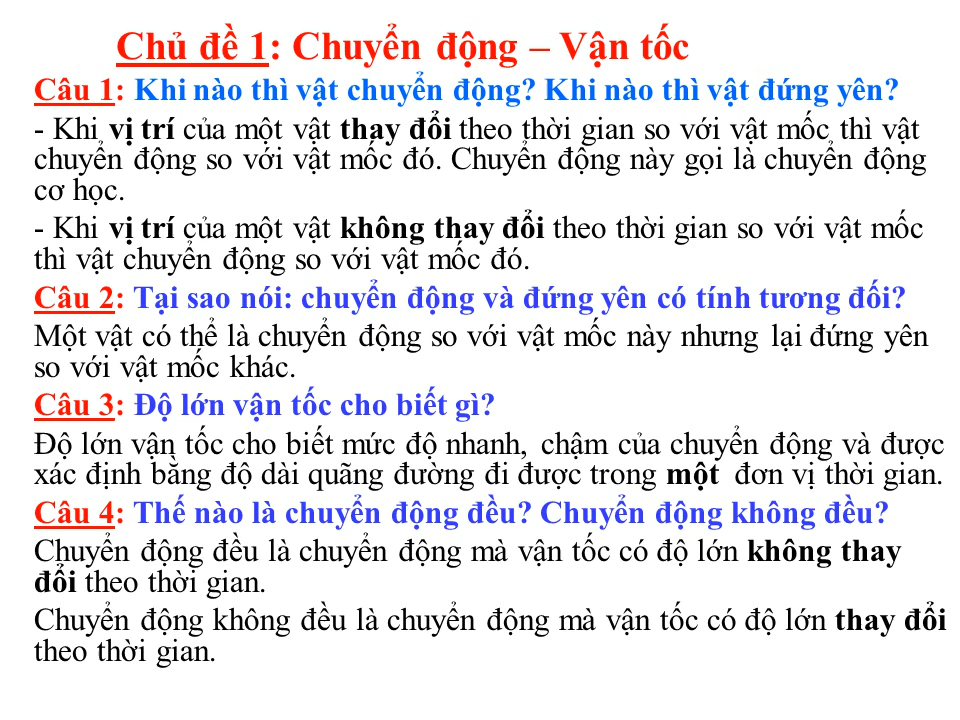 Chủ đề 1: Chuyển động – Vận tốc
Câu 1: Khi nào thì vật chuyển động? Khi nào thì vật đứng yên?
- Khi vị trí của một vật thay đổi theo thời gian so với vật mốc thì vật
chuyển động so với vật mốc đó. Chuyển động này gọi là chuyển động
cơ học.
- Khi vị trí của một vật không thay đổi theo thời gian so với vật mốc
thì vật chuyển động so với vật mốc đó.
Câu 2: Tại sao nói: chuyển động và đứng yên có tính tương đối?
Một vật có thể là chuyển động so với vật mốc này nhưng lại đứng yên
so với vật mốc khác.
Câu 3: Độ lớn vận tốc cho biết gì?
Độ lớn vận tốc cho biết mức độ nhanh, chậm của chuyển động và được
xác định bằng độ dài quãng đường đi được trong một đơn vị thời gian.
Câu 4: Thế nào là chuyển động đều? Chuyển động không đều?
Chuyển động đều là chuyển động mà vận tốc có độ lớn không thay
đổi theo thời gian.
Chuyển động không đều là chuyển động mà vận tốc có độ lớn thay đổi
theo thời gian.